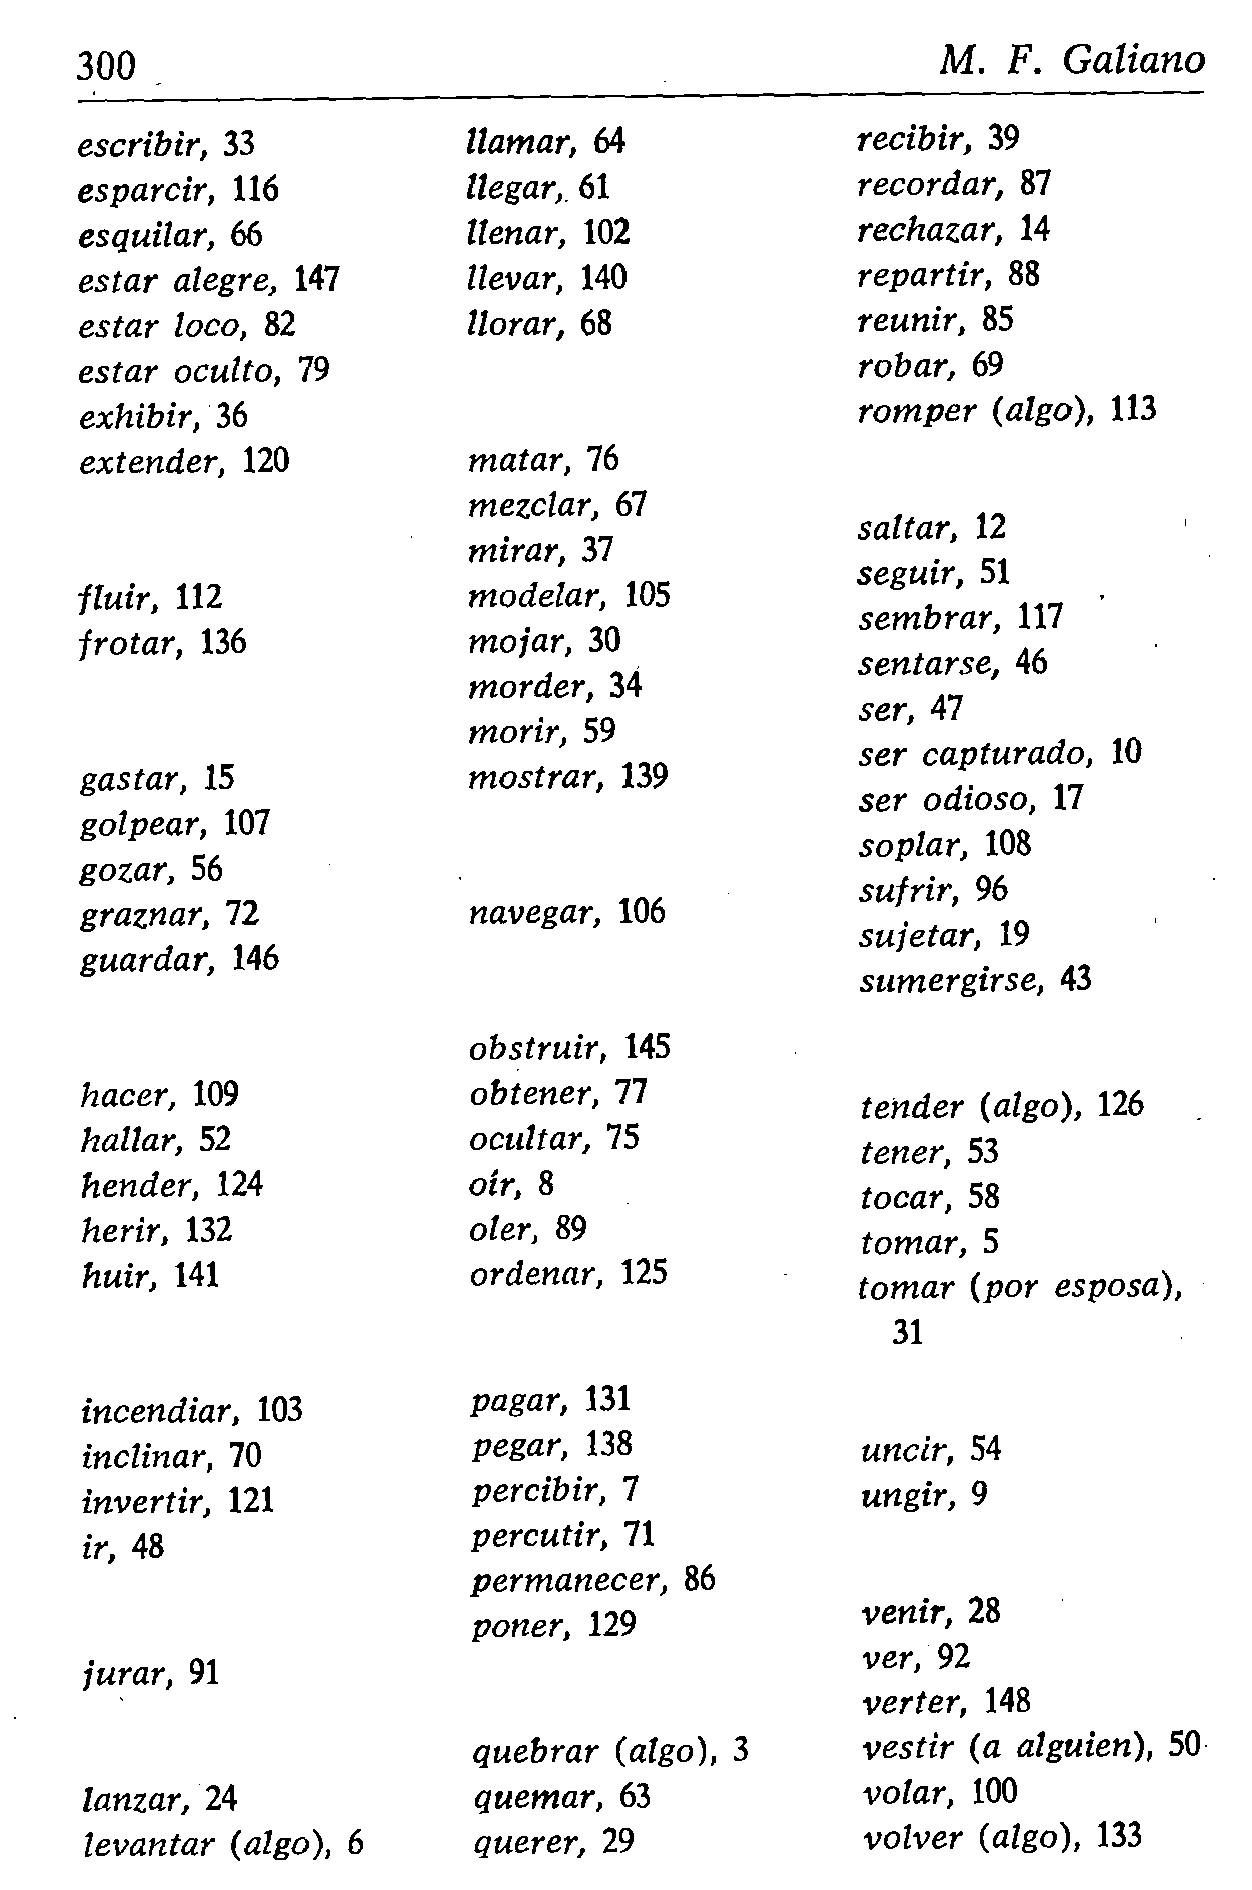 300
M. F. Galiano
escribir, 33
esparcir, 116
esquilar, 66
estar alegre, 147
estar loco, 82
estar oculto, 79
exhibir, 36
extender, 120
fluir, 112
frotar, 136
gastar, 15
golpear, 107
gozar, 56
graznar, 72
guardar, 146
hacer, 109
hallar, 52
hender, 124
herir, 132
huir, 141
incendiar, 103
inclinar, 70
invertir, 121
ir, 48
jurar, 91
lanzar, 24
levantar (algo), 6
llamar, 64
llegar, 61
llenar, 102
llevar, 140
llorar, 68
matar, 76
mezclar, 67
mirar, 37
modelar, 105
mojar, 30
morder, 34
morir, 59
mostrar, 139
navegar, 106
obstruir, 145
obtener, 77
ocultar, 75
oír, 8
oler, 89
ordenar, 125
pagar, 131
pegar, 138
percibir, 7
percutir, 71
permanecer, 86
poner, 129
quebrar (algo), 3
quemar, 63
querer, 29
recibir, 39
recordar, 87
rechazar, 14
repartir, 88
reunir, 85
robar, 69
romper (algo), 113
saltar, 12
seguir, 51
sembrar, 117
sentarse, 46
ser, 47
ser capturado, 10
ser odioso, 17
soplar, 108
sufrir, 96
sujetar, 19
sumergirse, 43
tender (algo), 126
tener, 53
tocar, 58
tomar, 5
tomar (por esposa),
31
uncir, 54
ungir, 9
venir, 28
ver, 92
verter, 148
vestir (a alguien), 50
volar, 100
volver (algo), 133